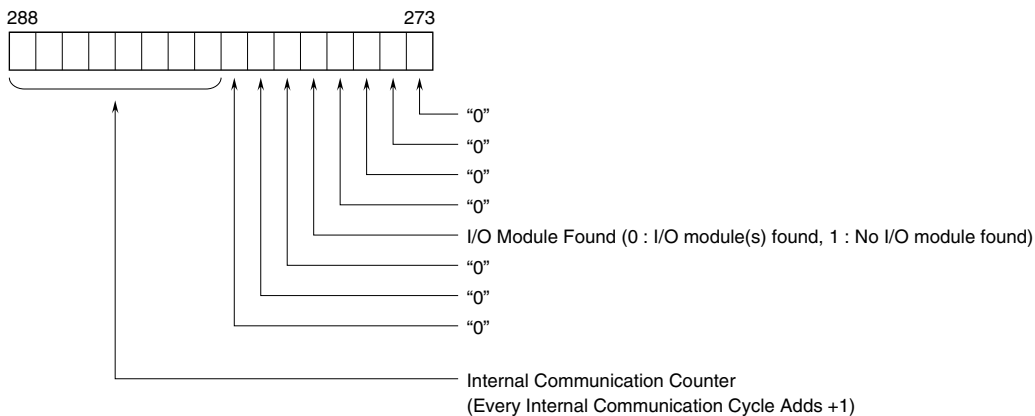 288 273
“0”
“0”
“0”
“0”
I/O Module Found (0 : I/O module(s) found, 1 : No I/O module found)
“0”
“0”
“0”
Internal Communication Counter
(Every Internal Communication Cycle Adds +1)